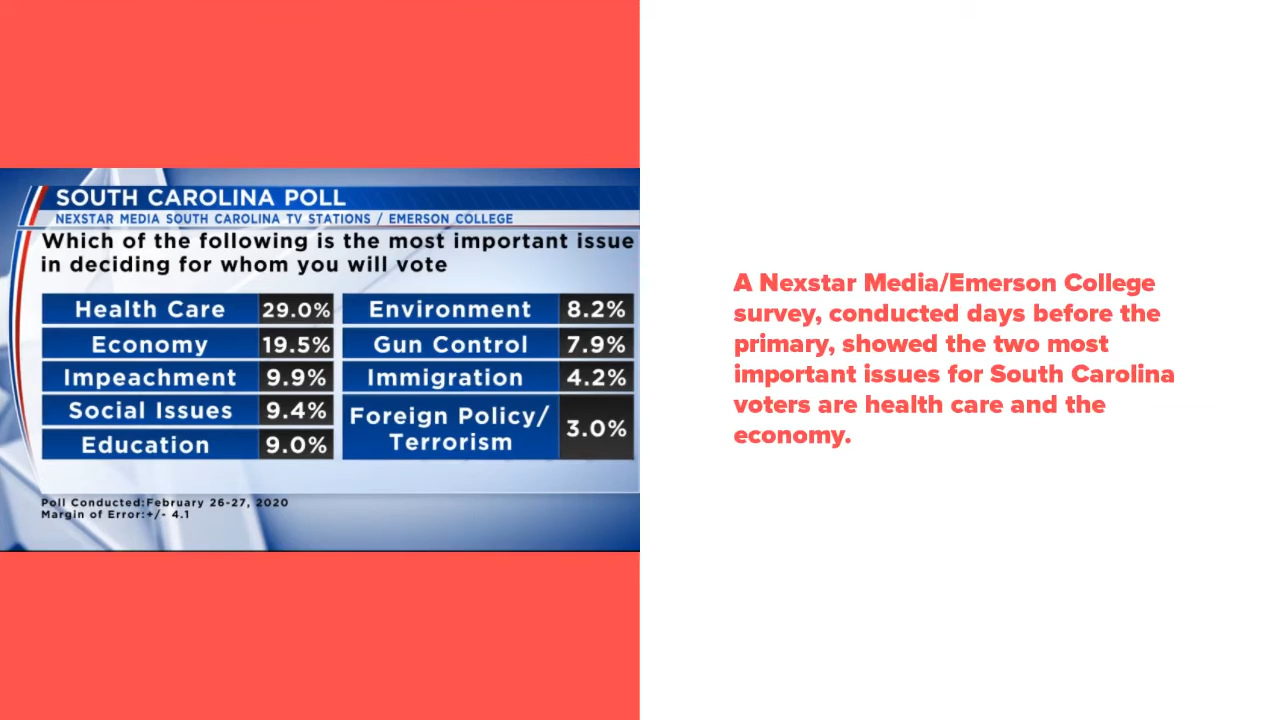 SOUTH CAROLINA POLL
NEXSTAR MEDIA SOUTH CAROLINA TV STATIONS / EMERSON COLLEGE
Which of the following is the most important issue
in deciding for whom you will vote
Health Care 29.0%
Economy 19.5%
Impeachment 9.9%
Social Issues 9.4%
Education 9.0%
Environment 8.2%
Gun Control 7.9%
Immigration 4.2%
Foreign Policy/
Terrorism 3.0%
Poll Conducted:February 26-27, 2020
Margin of Error:+/- 4.1
A Nexstar Media/Emerson College
survey, conducted days before the
primary, showed the two most
important issues for South Carolina
voters are health care and the
economy.